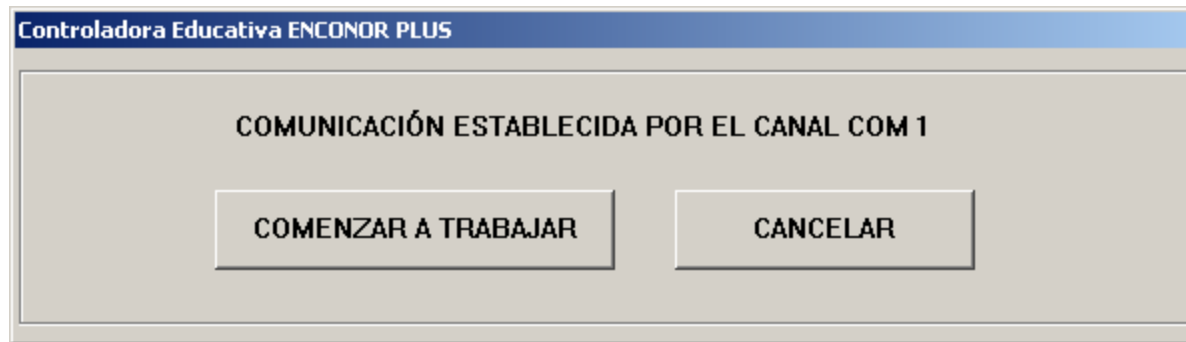 Controladora Educativa ENCONOR PLUS
COMUNICACIÓN ESTABLECIDA POR EL CANAL COM 1
COMENZAR A TRABAJAR
CANCELAR